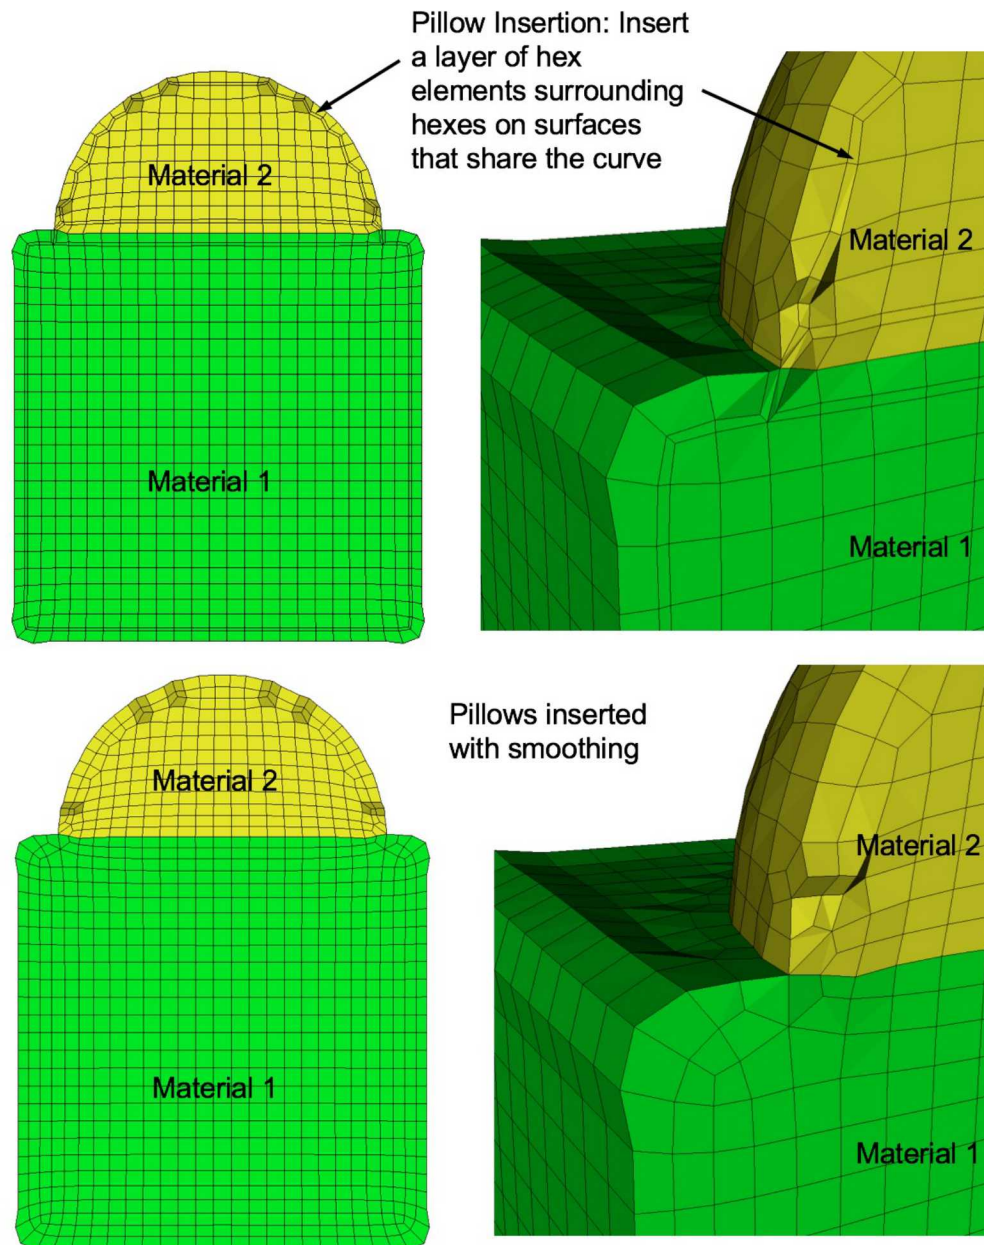 Pillow Insertion: Insert
a layer of hex
elements surrounding
hexes on surfaces
that share the curve
Material 2
Material 2
Material 1
Material 1
Pillows inserted
with smoothing
Material 2
Material 2
Material 1
Material 1